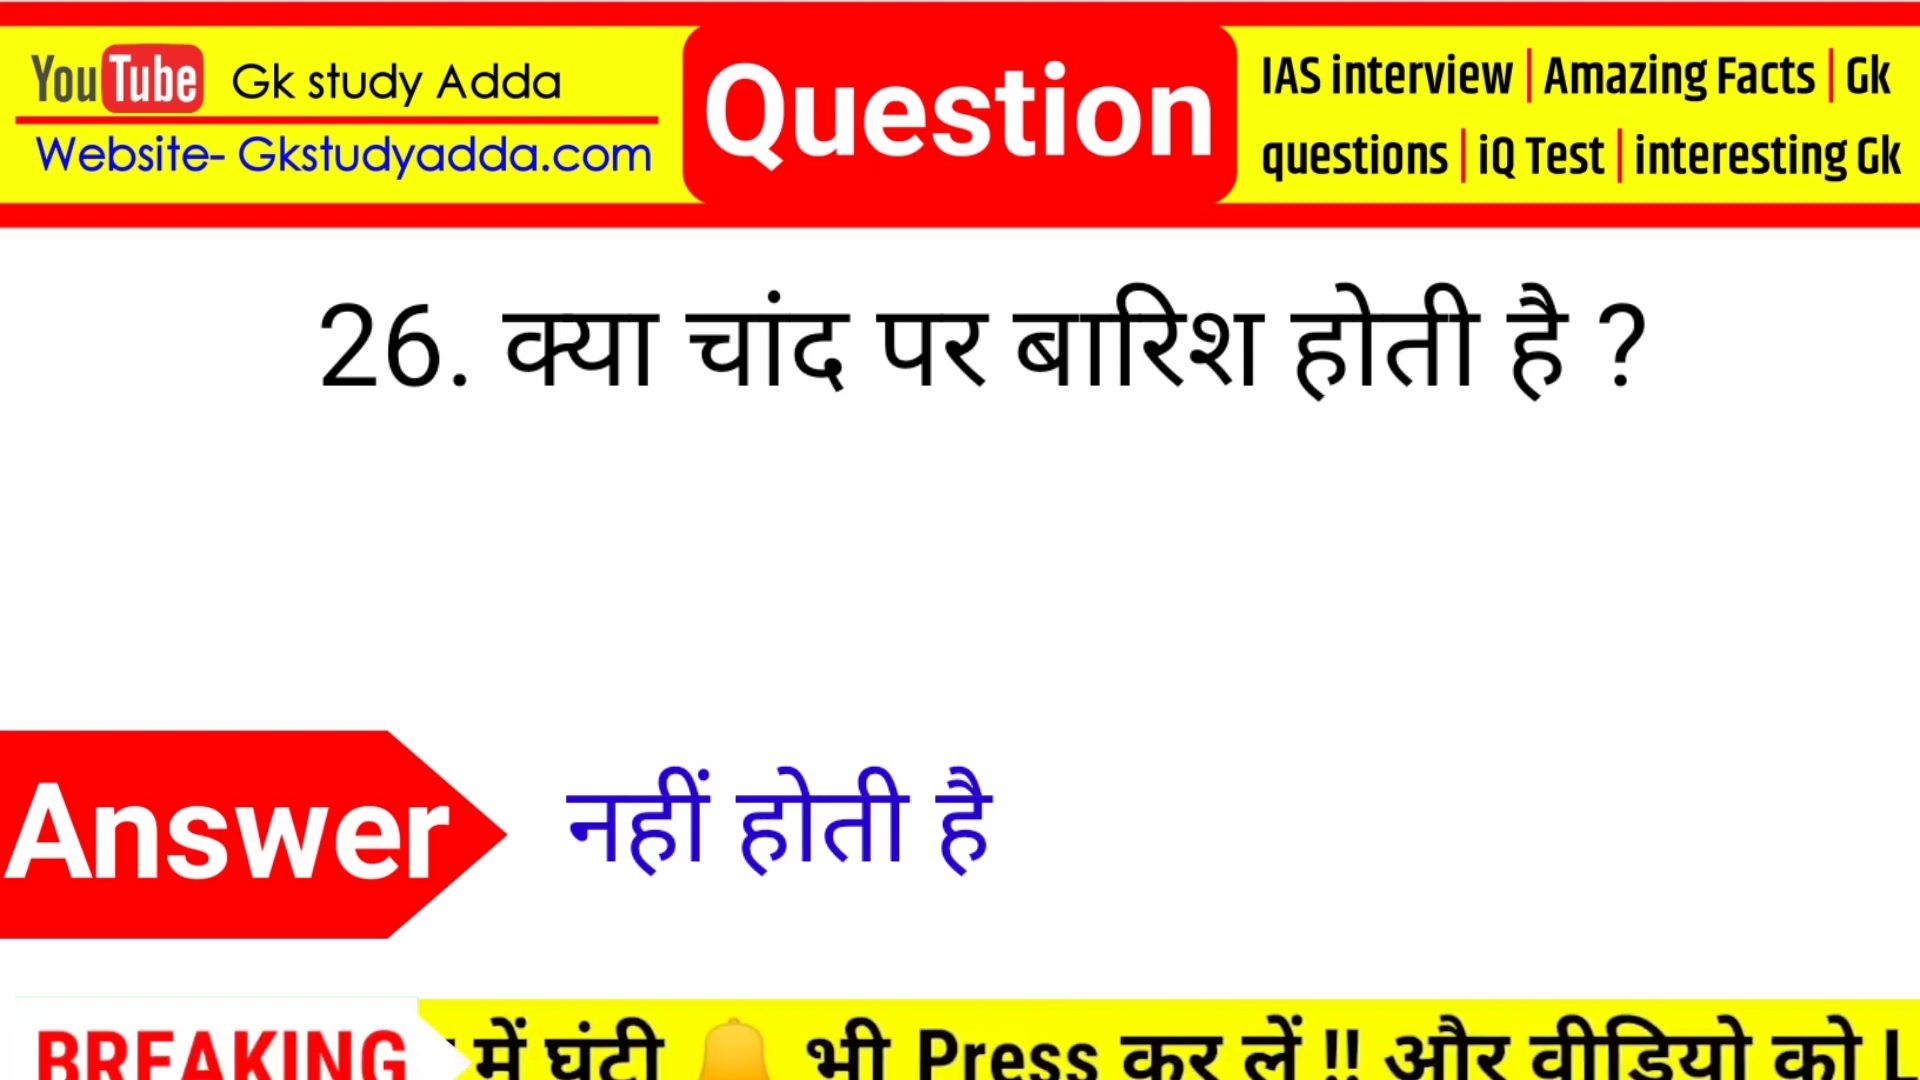 YouTube Gk study Adda
Website- Gkstudyadda.com
Question
IAS interview | Amazing Facts | Gk
questions | iQ Test | interesting Gk
26. क्या चांद पर बारिश होती है ?
Answer
नहीं होती है
BREAKING
में घंटी 🔔 भी Press कर लें !! और वीडियो को L